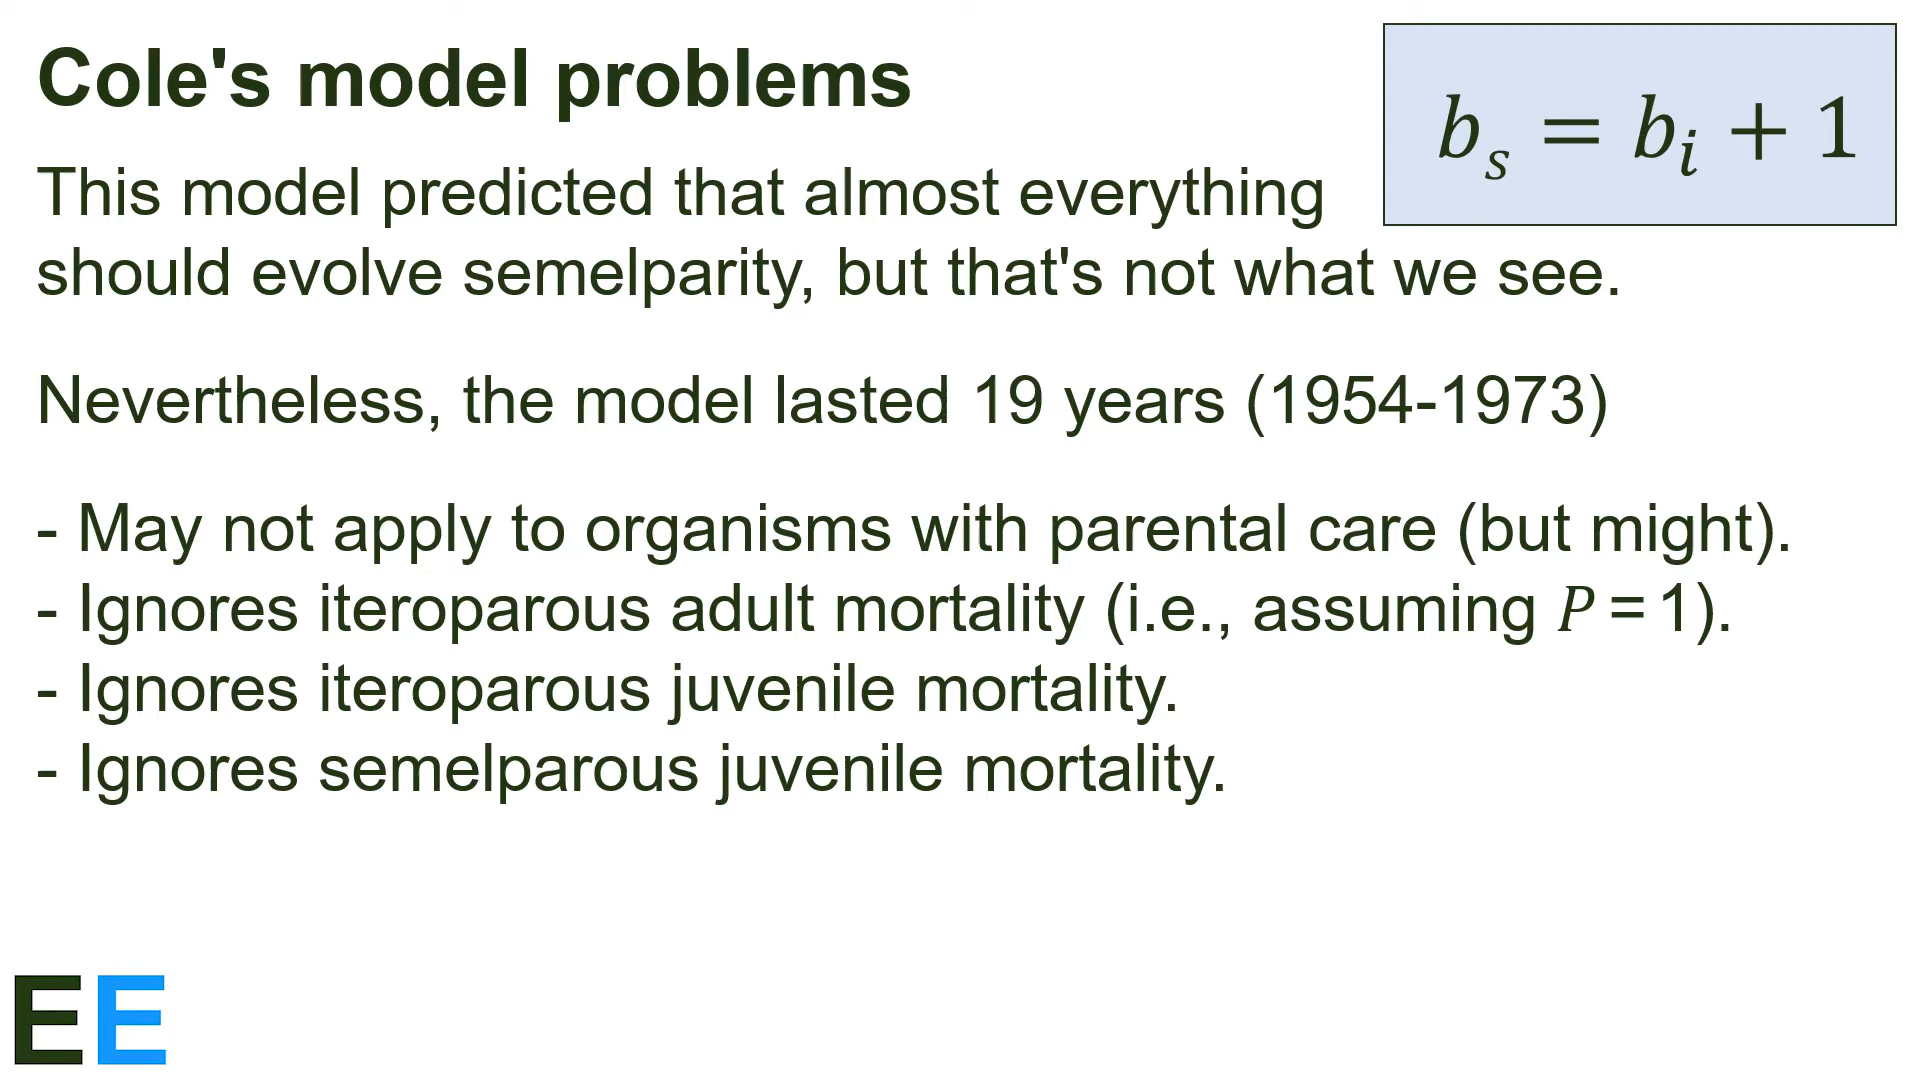 Cole's model problems
b_s = b_i + 1
This model predicted that almost everything
should evolve semelparity, but that's not what we see.
Nevertheless, the model lasted 19 years (1954-1973)
- May not apply to organisms with parental care (but might).
- Ignores iteroparous adult mortality (i.e., assuming P = 1).
- Ignores iteroparous juvenile mortality.
- Ignores semelparous juvenile mortality.
EE